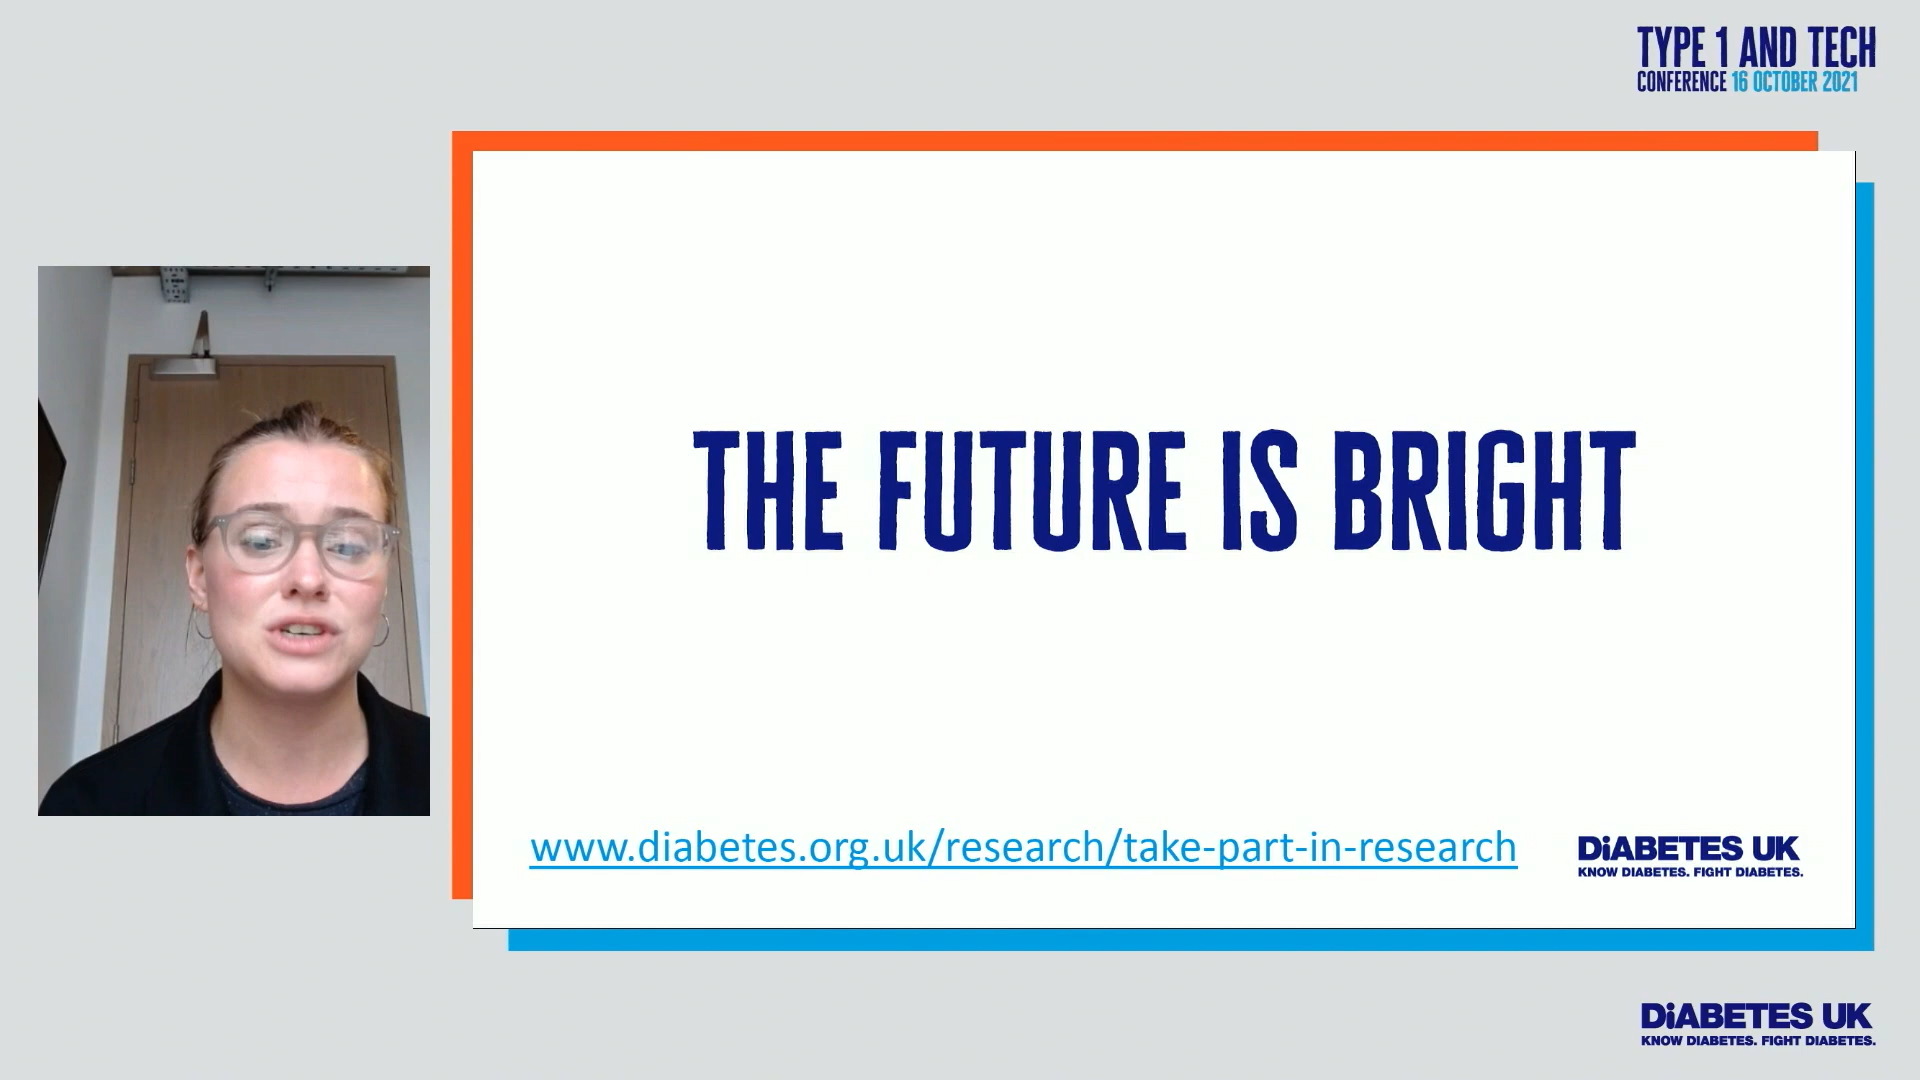 TYPE 1 AND TECH
CONFERENCE 16 OCTOBER 2021
THE FUTURE IS BRIGHT
www.diabetes.org.uk/research/take-part-in-research
DiABETES UK
KNOW DIABETES. FIGHT DIABETES.
DiABETES UK
KNOW DIABETES. FIGHT DIABETES.